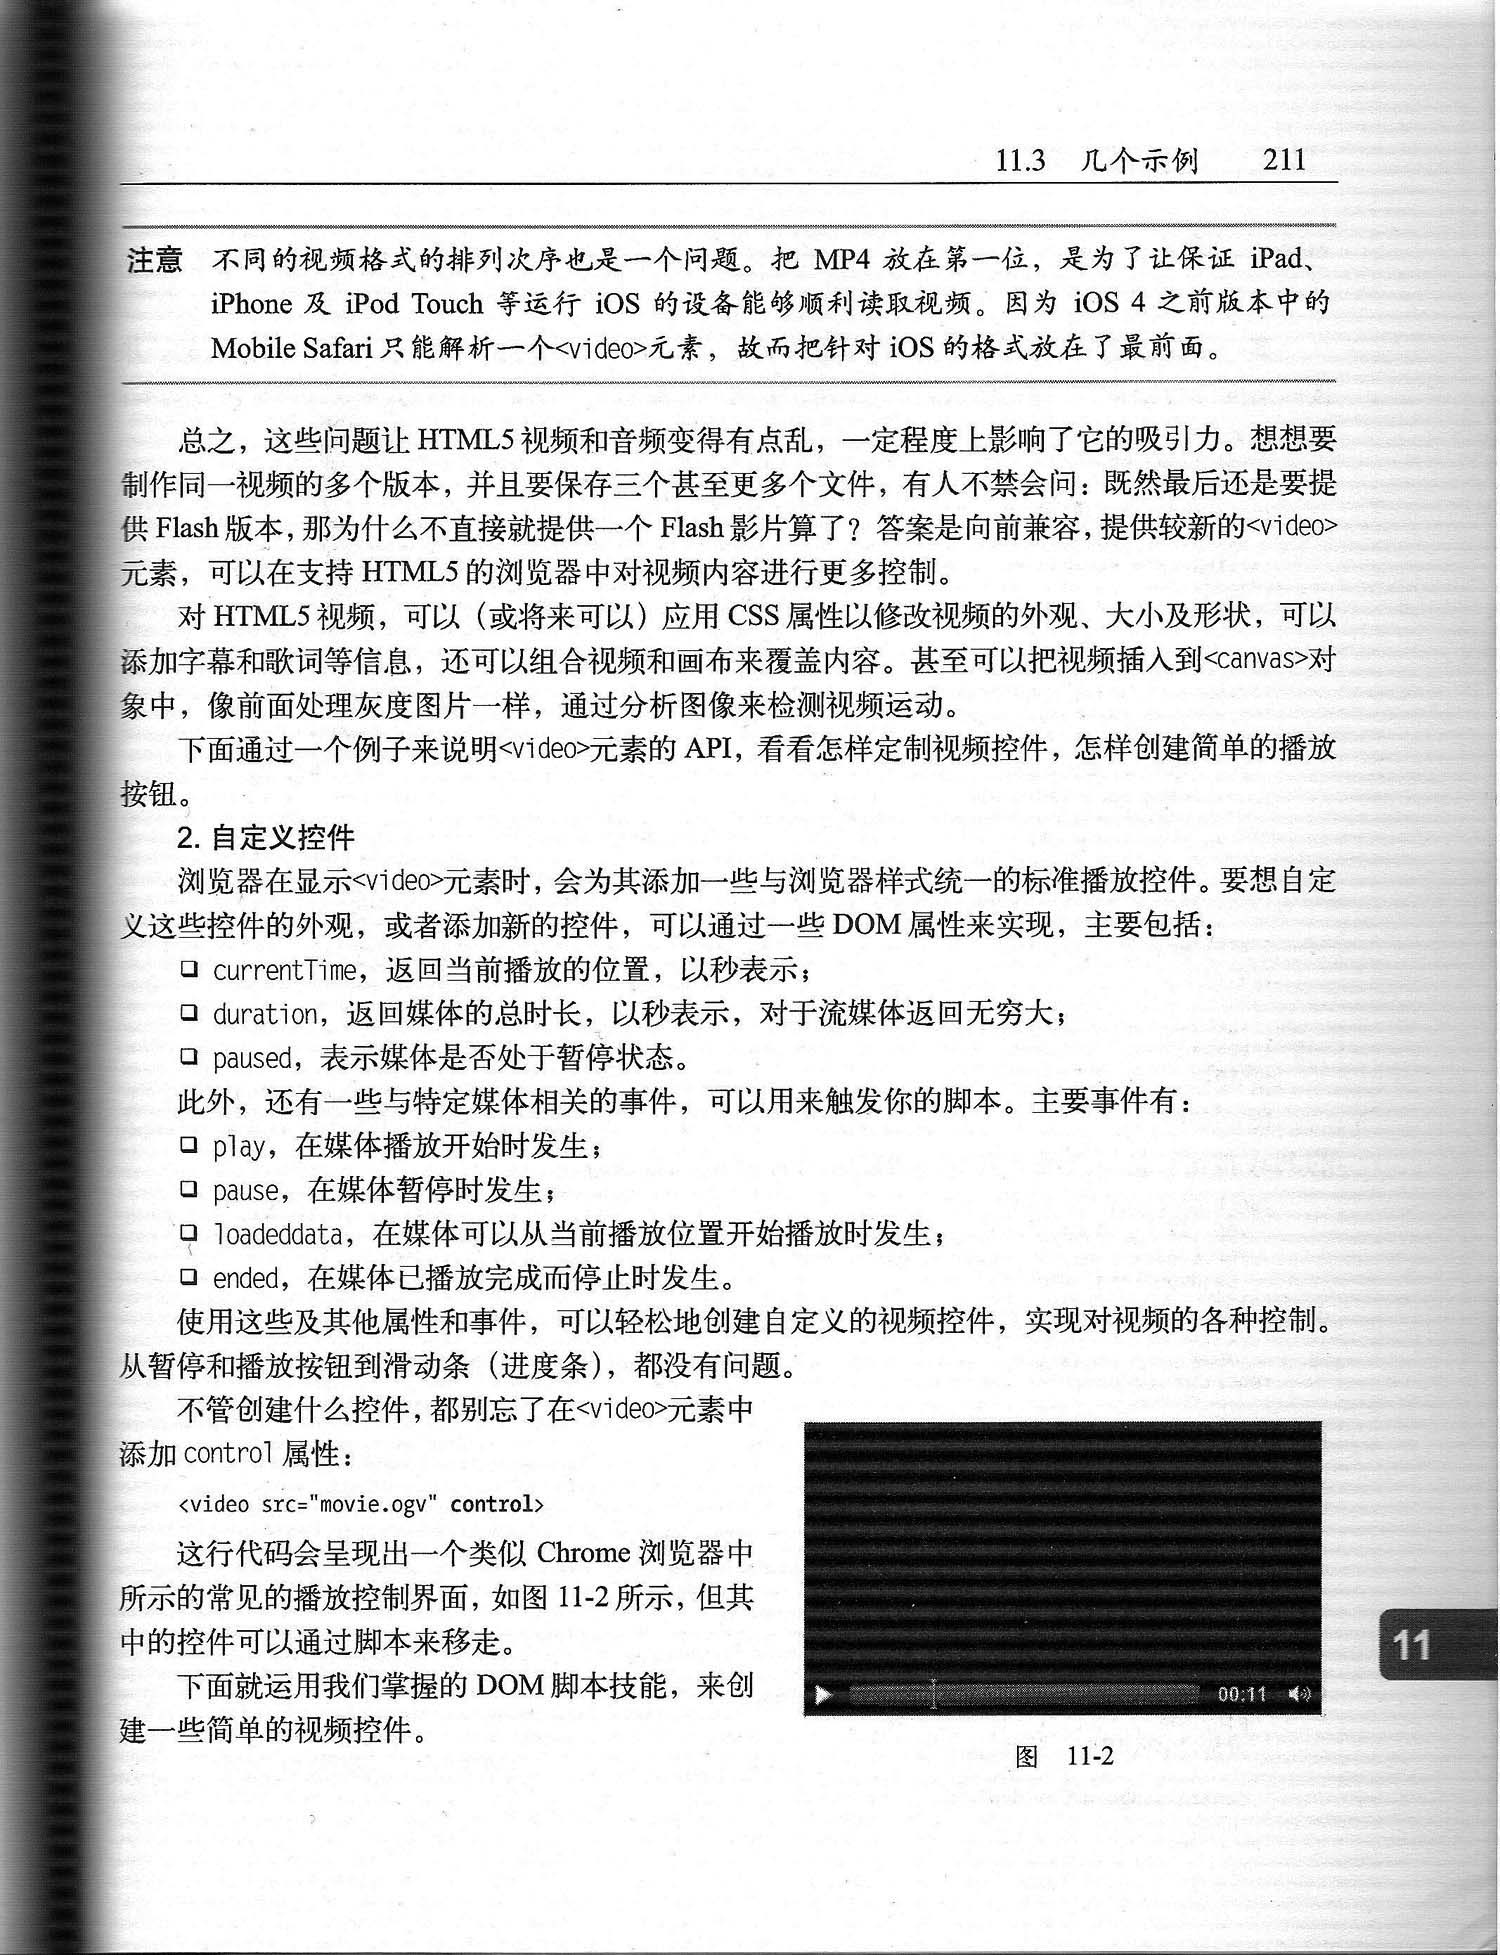 11.3 几个示例 211
注意 不同的视频格式的排列次序也是一个问题。把 MP4 放在第一位，是为了让保证 iPad、
iPhone 及 iPod Touch 等运行 iOS 的设备能够顺利读取视频。因为 iOS 4 之前版本中的
Mobile Safari 只能解析一个<video>元素，故而把针对 iOS 的格式放在了最前面。
总之，这些问题让 HTML5 视频和音频变得有点乱，一定程度上影响了它的吸引力。想想要
制作同一视频的多个版本，并且要保存三个甚至更多个文件，有人不禁会问：既然最后还是要提
供 Flash 版本，那为什么不直接就提供一个 Flash 影片算了？答案是向前兼容，提供较新的<video>
元素，可以在支持 HTML5 的浏览器中对视频内容进行更多控制。
对 HTML5 视频，可以（或将来可以）应用 CSS 属性以修改视频的外观、大小及形状，可以
添加字幕和歌词等信息，还可以组合视频和画布来覆盖内容。甚至可以把视频插入到<canvas>对
象中，像前面处理灰度图片一样，通过分析图像来检测视频运动。
下面通过一个例子来说明<video>元素的 API，看看怎样定制视频控件，怎样创建简单的播放
按钮。
2. 自定义控件
浏览器在显示<video>元素时，会为其添加一些与浏览器样式统一的标准播放控件。要想自定
义这些控件的外观，或者添加新的控件，可以通过一些 DOM 属性来实现，主要包括：
❑ currentTime，返回当前播放的位置，以秒表示；
❑ duration，返回媒体的总时长，以秒表示，对于流媒体返回无穷大；
❑ paused，表示媒体是否处于暂停状态。
此外，还有一些与特定媒体相关的事件，可以用来触发你的脚本。主要事件有：
❑ play，在媒体播放开始时发生；
❑ pause，在媒体暂停时发生；
❑ loadeddata，在媒体可以从当前播放位置开始播放时发生；
❑ ended，在媒体已播放完成而停止时发生。
使用这些及其他属性和事件，可以轻松地创建自定义的视频控件，实现对视频的各种控制。
从暂停和播放按钮到滑动条（进度条），都没有问题。
不管创建什么控件，都别忘了在<video>元素中
添加 control 属性：
<video src="movie.ogv" control>
这行代码会呈现出一个类似 Chrome 浏览器中
所示的常见的播放控制界面，如图 11-2 所示，但其
中的控件可以通过脚本来移走。
下面就运用我们掌握的 DOM 脚本技能，来创
建一些简单的视频控件。
00:11
图 11-2
11